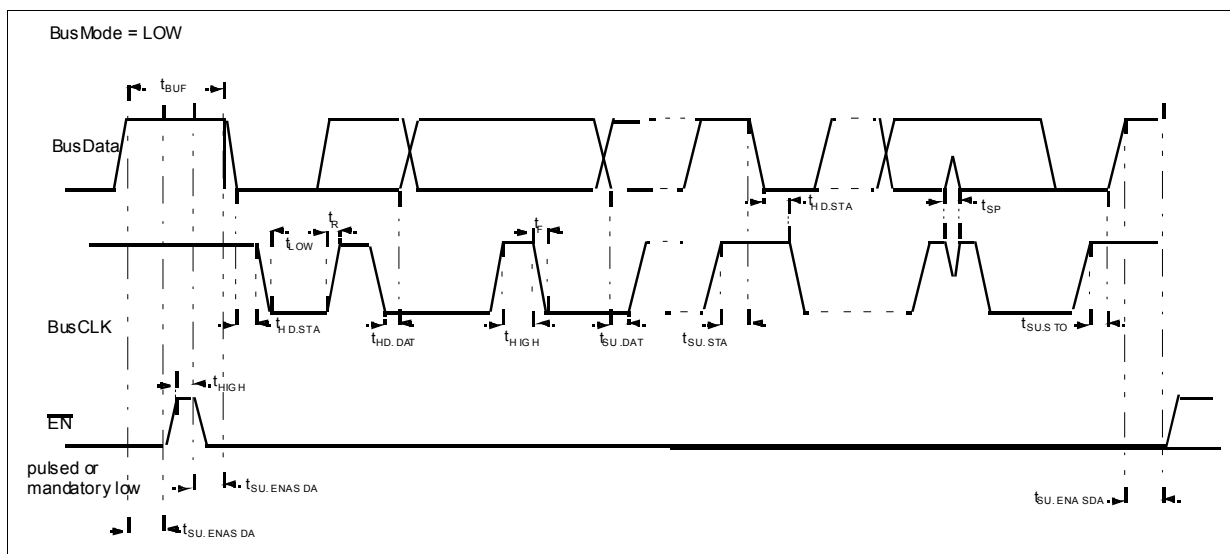 BusMode = LOW
tBUF
BusData
tHD.STA
tSP
tR
tF
tLOW
BusCLK
tHD.STA
tHD.DAT
tHIGH
tSU.DAT
tSU.STA
tSU.STO
tHIGH
EN
pulsed or
mandatory low
tSU.ENASDA
tSU.ENASDA
tSU.ENASDA